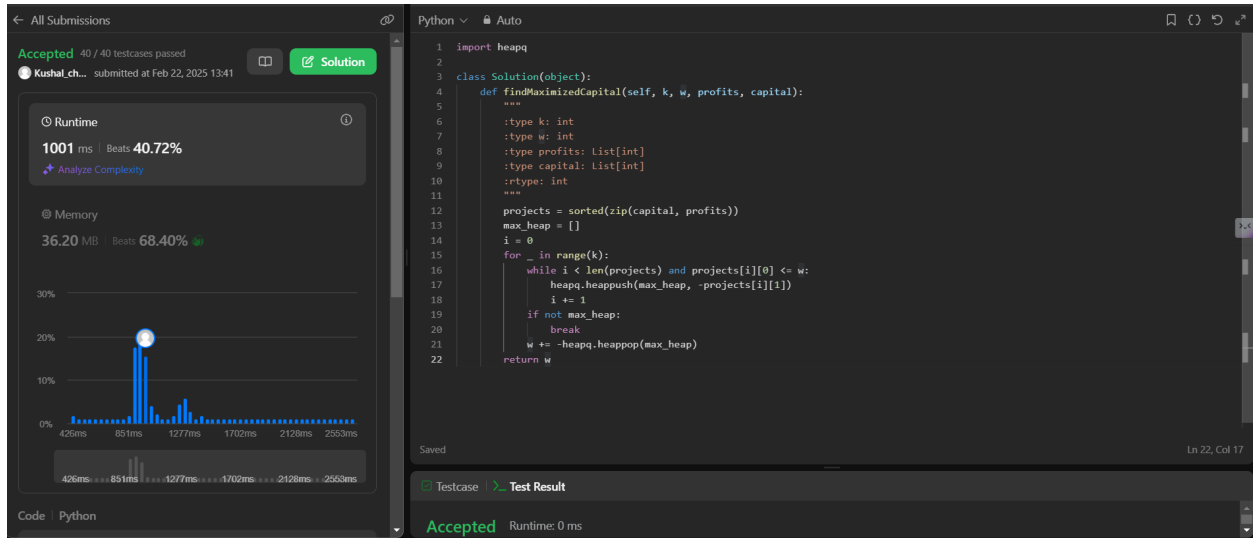 ← All Submissions
Accepted 40 / 40 testcases passed
Kushal_ch... submitted at Feb 22, 2025 13:41
Solution
Runtime
1001 ms | Beats 40.72%
Analyze Complexity
Memory
36.20 MB | Beats 68.40%
30%
20%
10%
0%
426ms 851ms 1277ms 1702ms 2128ms 2553ms
426ms 851ms 1277ms 1702ms 2128ms 2553ms
Code | Python
Python Auto
1 import heapq
2
3 class Solution(object):
4     def findMaximizedCapital(self, k, w, profits, capital):
5         """
6         :type k: int
7         :type w: int
8         :type profits: List[int]
9         :type capital: List[int]
10         :rtype: int
11         """
12         projects = sorted(zip(capital, profits))
13         max_heap = []
14         i = 0
15         for _ in range(k):
16             while i < len(projects) and projects[i][0] <= w:
17                 heapq.heappush(max_heap, -projects[i][1])
18                 i += 1
19             if not max_heap:
20                 break
21             w += -heapq.heappop(max_heap)
22         return w
Saved
Ln 22, Col 17
Testcase | >_ Test Result
Accepted Runtime: 0 ms